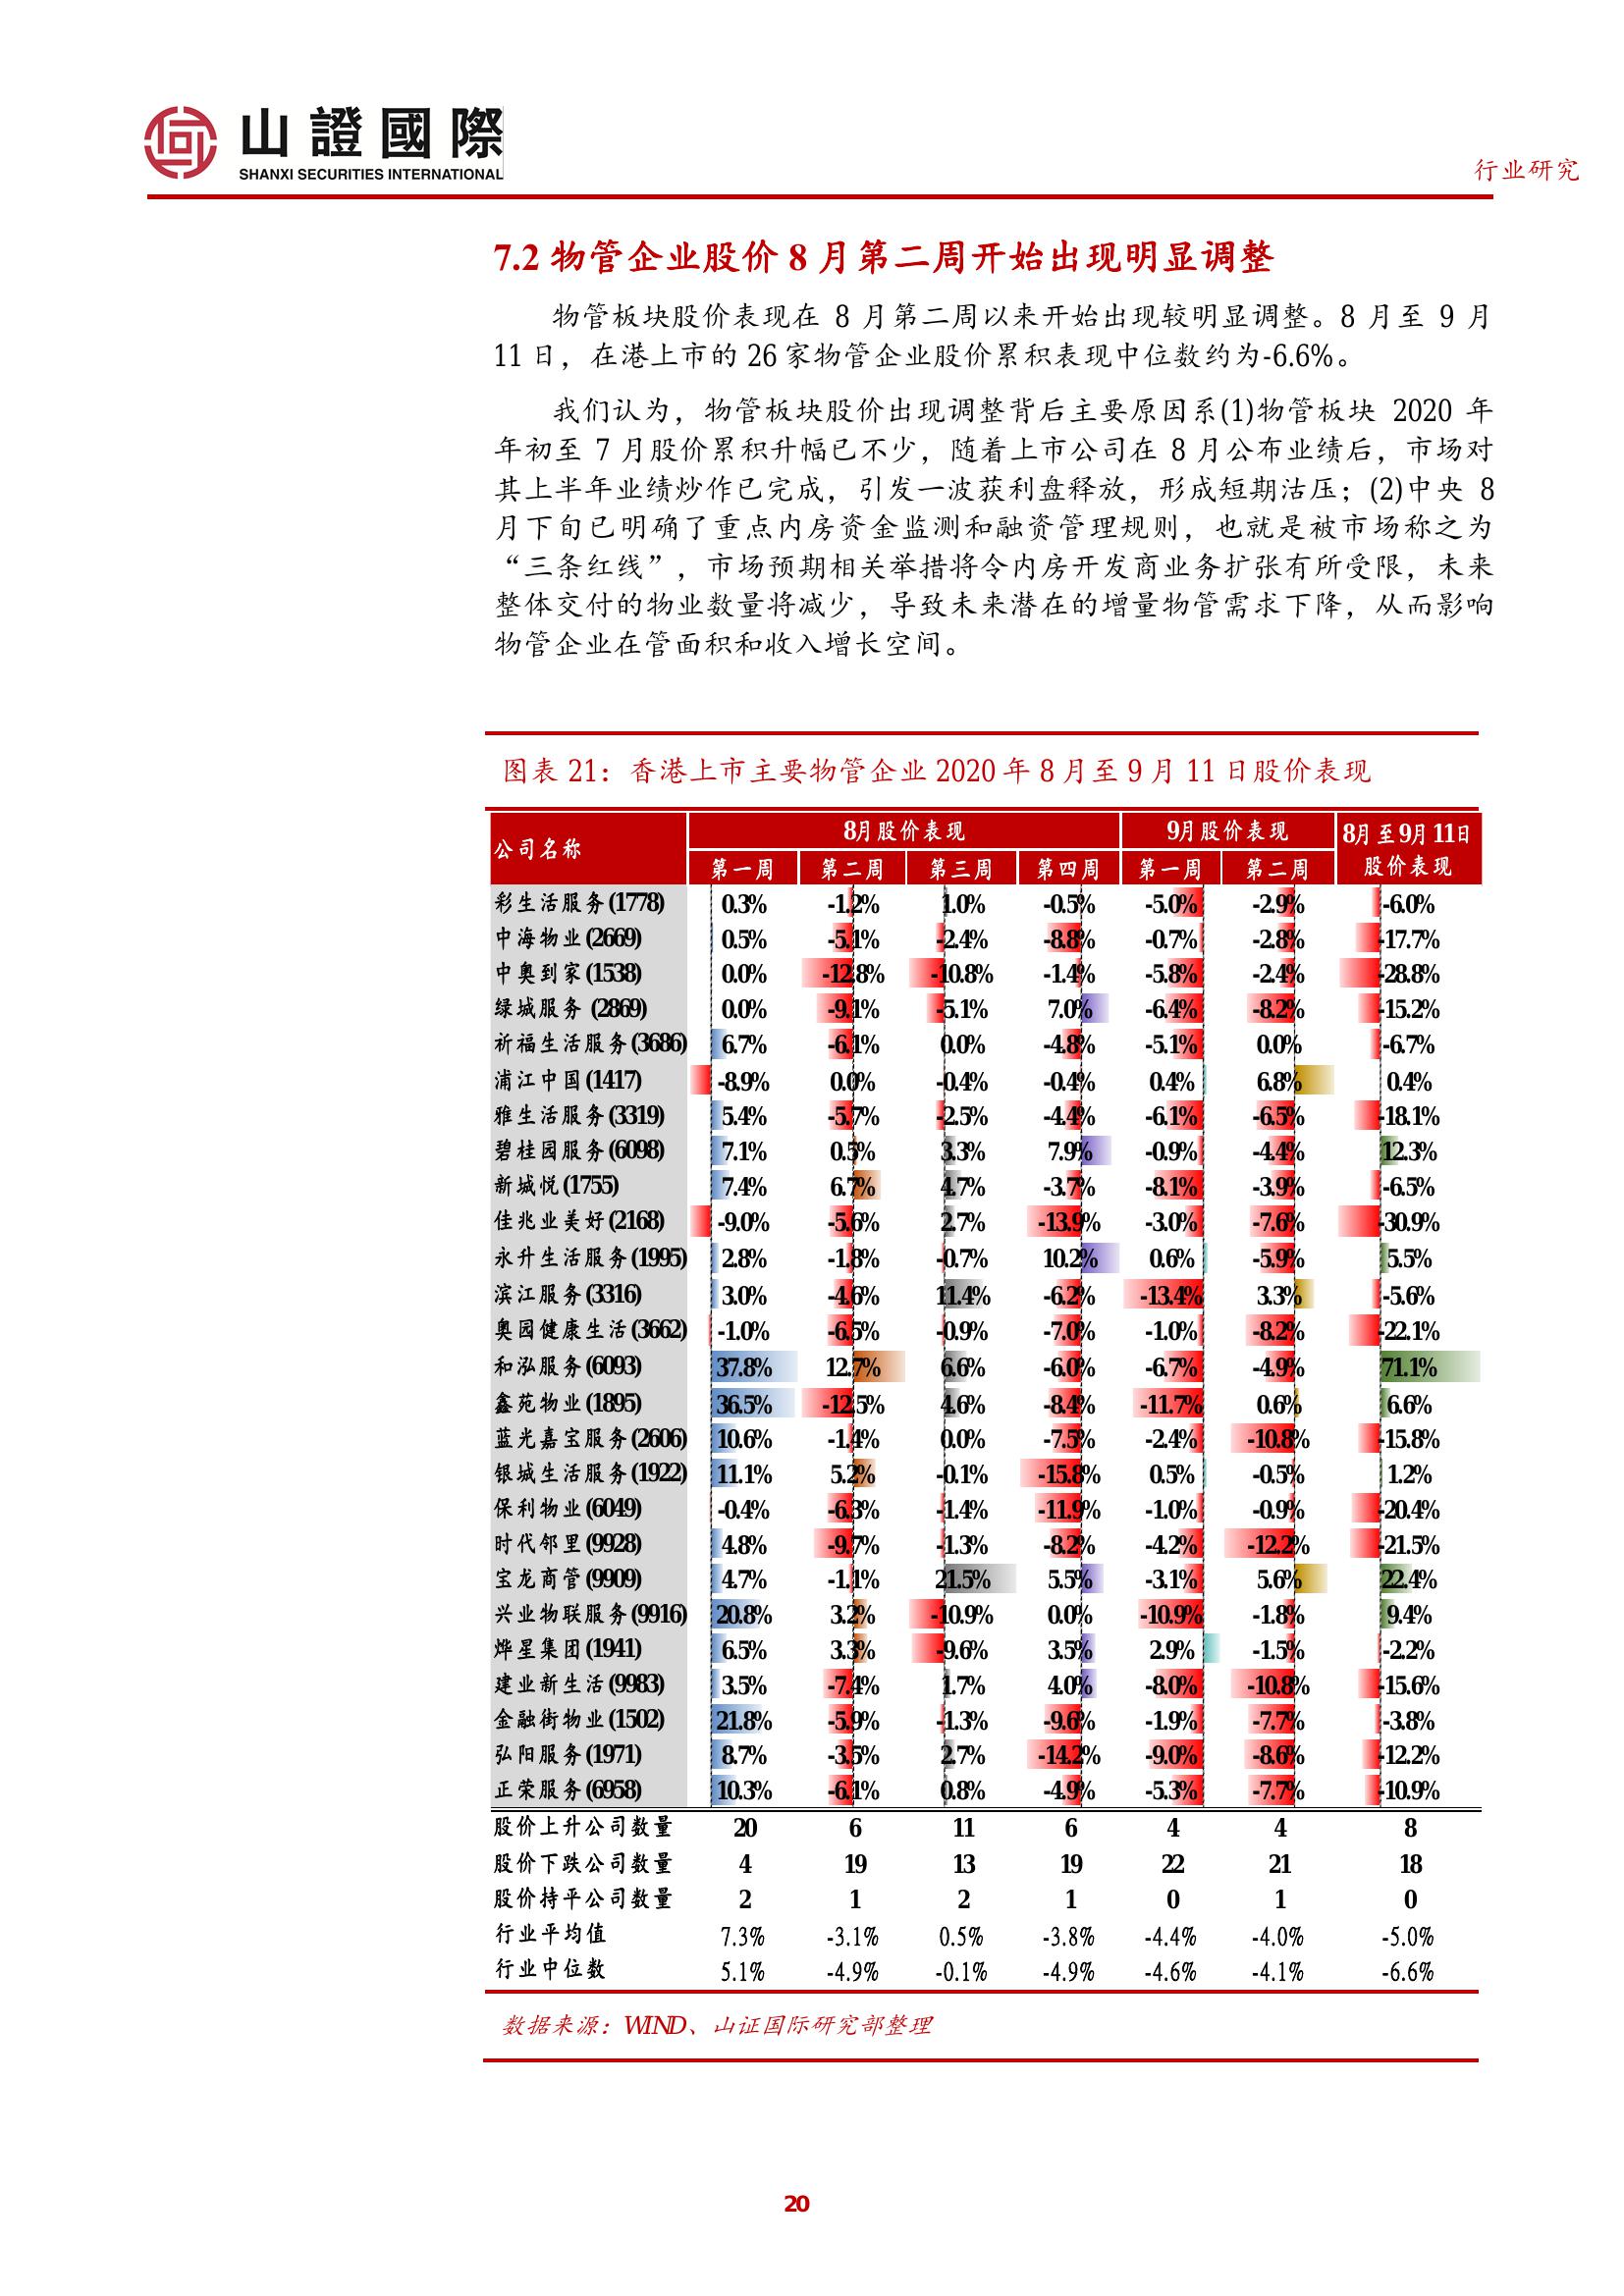 山證國際
SHANXI SECURITIES INTERNATIONAL
行业研究
7.2 物管企业股价 8 月第二周开始出现明显调整
物管板块股价表现在 8 月第二周以来开始出现较明显调整。8 月至 9 月
11 日，在港上市的 26 家物管企业股价累积表现中位数约为-6.6%。
我们认为，物管板块股价出现调整背后主要原因系(1)物管板块 2020 年
年初至 7 月股价累积升幅已不少，随着上市公司在 8 月公布业绩后，市场对
其上半年业绩炒作已完成，引发一波获利盘释放，形成短期沽压；(2)中央 8
月下旬已明确了重点内房资金监测和融资管理规则，也就是被市场称之为
“三条红线”，市场预期相关举措将令内房开发商业务扩张有所受限，未来
整体交付的物业数量将减少，导致未来潜在的增量物管需求下降，从而影响
物管企业在管面积和收入增长空间。
图表 21：香港上市主要物管企业 2020 年 8 月至 9 月 11 日股价表现
公司名称 8月股价表现 9月股价表现 8月至9月11日股价表现
第一周 第二周 第三周 第四周 第一周 第二周
彩生活服务(1778) 0.3% -1.2% 1.0% -0.5% -5.0% -2.9% -6.0%
中海物业(2669) 0.5% -5.1% -2.4% -8.8% -0.7% -2.8% -17.7%
中奥到家(1538) 0.0% -12.8% -10.8% -1.4% -5.8% -2.4% -28.8%
绿城服务 (2869) 0.0% -9.1% -5.1% 7.0% -6.4% -8.2% -15.2%
祈福生活服务(3686) 6.7% -6.1% 0.0% -4.8% -5.1% 0.0% -6.7%
浦江中国(1417) -8.9% 0.0% -0.4% -0.4% 0.4% 6.8% 0.4%
雅生活服务(3319) 5.4% -5.7% -2.5% -4.4% -6.1% -6.5% -18.1%
碧桂园服务(6098) 7.1% 0.5% 3.3% 7.9% -0.9% -4.4% 12.3%
新城悦(1755) 7.4% 6.7% 4.7% -3.7% -8.1% -3.9% -6.5%
佳兆业美好(2168) -9.0% -5.6% 2.7% -13.9% -3.0% -7.6% -30.9%
永升生活服务(1995) 2.8% -1.8% -0.7% 10.2% 0.6% -5.9% 5.5%
滨江服务(3316) 3.0% -4.6% 11.4% -6.2% -13.4% 3.3% -5.6%
奥园健康生活(3662) -1.0% -6.5% -0.9% -7.0% -1.0% -8.2% -22.1%
和泓服务(6093) 37.8% 12.7% 6.6% -6.0% -6.7% -4.9% 71.1%
鑫苑物业(1895) 36.5% -12.5% 4.6% -8.4% -11.7% 0.6% 6.6%
蓝光嘉宝服务(2606) 10.6% -1.4% 0.0% -7.5% -2.4% -10.8% -15.8%
银城生活服务(1922) 11.1% 5.2% -0.1% -15.8% 0.5% -0.5% 1.2%
保利物业(6049) -0.4% -6.3% -1.4% -11.9% -1.0% -0.9% -20.4%
时代邻里(9928) 4.8% -9.7% -1.3% -8.2% -4.2% -12.2% -21.5%
宝龙商管(9909) 4.7% -1.1% 21.5% 5.5% -3.1% 5.6% 22.4%
兴业物联服务(9916) 20.8% 3.2% -10.9% 0.0% -10.9% -1.8% 9.4%
烨星集团(1941) 6.5% 3.3% -9.6% 3.5% 2.9% -1.5% -2.2%
建业新生活(9983) 3.5% -7.4% 1.7% 4.0% -8.0% -10.8% -15.6%
金融街物业(1502) 21.8% -5.9% -1.3% -9.6% -1.9% -7.7% -3.8%
弘阳服务(1971) 8.7% -3.5% 2.7% -14.2% -9.0% -8.6% -12.2%
正荣服务(6958) 10.3% -6.1% 0.8% -4.9% -5.3% -7.7% -10.9%
股价上升公司数量 20 6 11 6 4 4 8
股价下跌公司数量 4 19 13 19 22 21 18
股价持平公司数量 2 1 2 1 0 1 0
行业平均值 7.3% -3.1% 0.5% -3.8% -4.4% -4.0% -5.0%
行业中位数 5.1% -4.9% -0.1% -4.9% -4.6% -4.1% -6.6%
数据来源：WIND、山证国际研究部整理
20